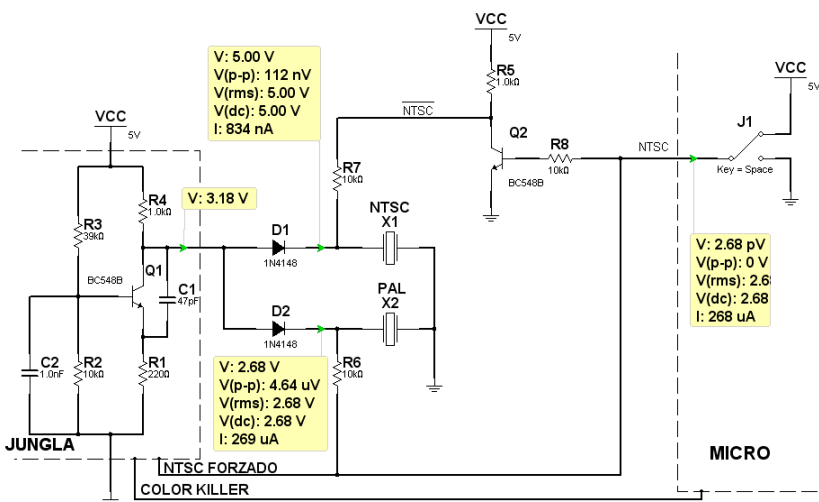 VCC
5V
R5
1.0kΩ
V: 5.00 V
V(p-p): 112 nV
V(rms): 5.00 V
V(dc): 5.00 V
I: 834 nA
NTSC
Q2
BC548B
R8
10kΩ
NTSC
VCC
5V
J1
Key = Space
VCC
5V
R7
10kΩ
R4
1.0kΩ
V: 3.18 V
R3
39kΩ
D1
1N4148
NTSC
X1
V: 2.68 pV
V(p-p): 0 V
V(rms): 2.68
V(dc): 2.68
I: 268 uA
BC548B
Q1
C1
47pF
D2
1N4148
PAL
X2
C2
1.0nF
R2
10kΩ
R1
220Ω
V: 2.68 V
V(p-p): 4.64 uV
V(rms): 2.68 V
V(dc): 2.68 V
I: 269 uA
R6
10kΩ
JUNGLA
MICRO
NTSC FORZADO
COLOR KILLER